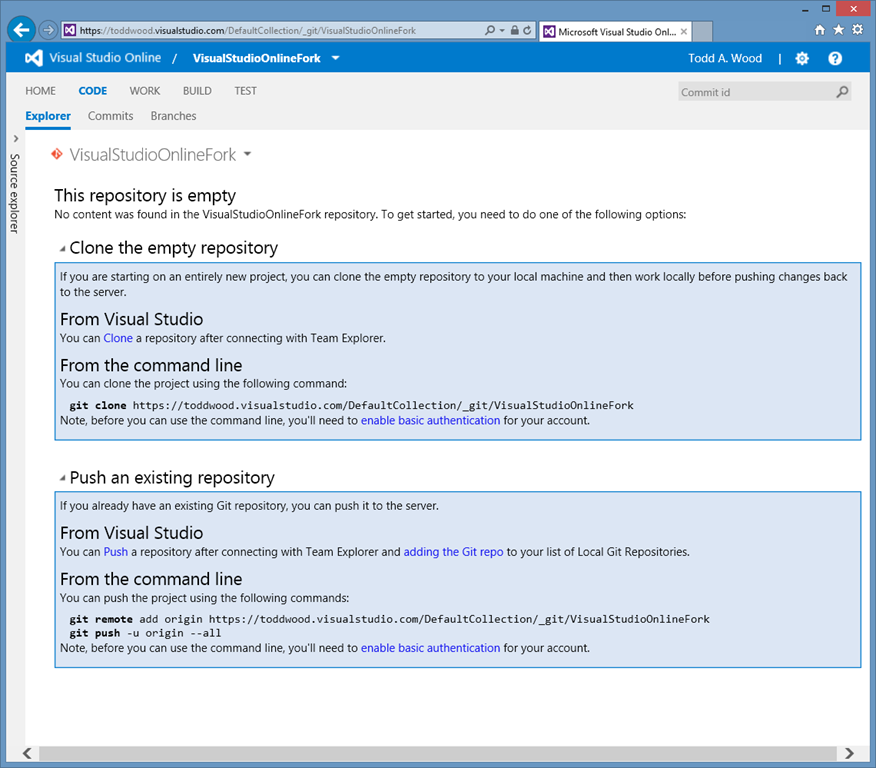 https://toddwood.visualstudio.com/DefaultCollection/_git/VisualStudioOnlineFork
Microsoft Visual Studio Onl...
Visual Studio Online / VisualStudioOnlineFork
Todd A. Wood |
HOME CODE WORK BUILD TEST
Commit id
Explorer Commits Branches
Source explorer
VisualStudioOnlineFork
This repository is empty
No content was found in the VisualStudioOnlineFork repository. To get started, you need to do one of the following options:
Clone the empty repository
If you are starting on an entirely new project, you can clone the empty repository to your local machine and then work locally before pushing changes back
to the server.
From Visual Studio
You can Clone a repository after connecting with Team Explorer.
From the command line
You can clone the project using the following command:
git clone https://toddwood.visualstudio.com/DefaultCollection/_git/VisualStudioOnlineFork
Note, before you can use the command line, you'll need to enable basic authentication for your account.
Push an existing repository
If you already have an existing Git repository, you can push it to the server.
From Visual Studio
You can Push a repository after connecting with Team Explorer and adding the Git repo to your list of Local Git Repositories.
From the command line
You can push the project using the following commands:
git remote add origin https://toddwood.visualstudio.com/DefaultCollection/_git/VisualStudioOnlineFork
git push -u origin --all
Note, before you can use the command line, you'll need to enable basic authentication for your account.